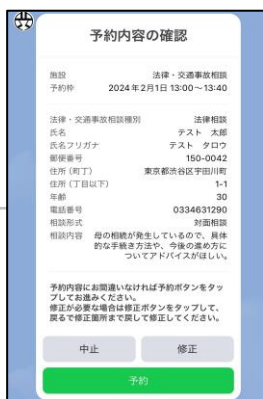 予約内容の確認
施設 法律・交通事故相談
予約枠 2024年2月1日 13:00~13:40
法律・交通事故相談種別 法律相談
氏名 テスト 太郎
氏名フリガナ テスト タロウ
郵便番号 150-0042
住所 (町丁) 東京都渋谷区宇田川町
住所 (丁目以下) 1-1
年齢 30
電話番号 0334631290
相談形式 対面相談
相談内容 母の相続が発生しているので、具体
的な手続き方法や、今後の進め方に
ついてアドバイスがほしい。
予約内容にお間違いなければ予約ボタンをタッ
プしてお進みください。
修正が必要な場合は修正ボタンをタップして、
戻るで修正箇所まで戻して修正してください。
中止 修正
予約